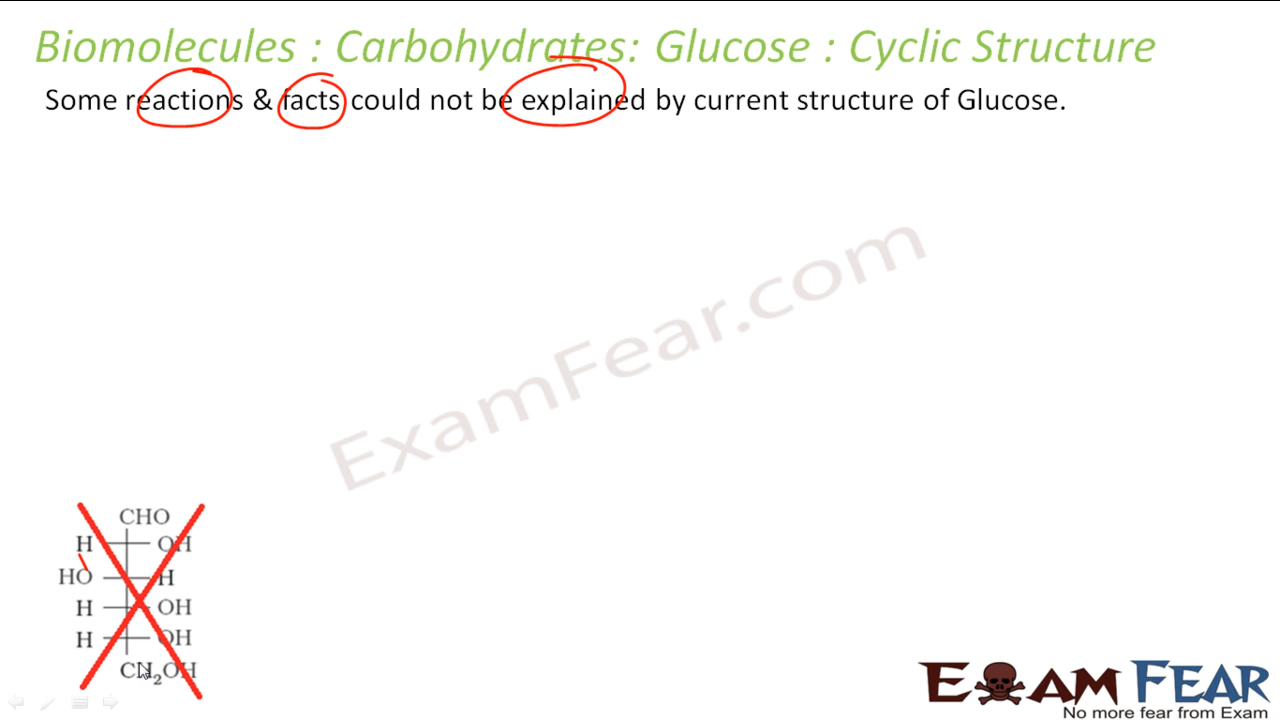 Biomolecules : Carbohydrates: Glucose : Cyclic Structure
Some reactions & facts could not be explained by current structure of Glucose.
ExamFear.com
CHO
H OH
HO H
H OH
H OH
CH₂OH
EXAM FEAR
No more fear from Exam